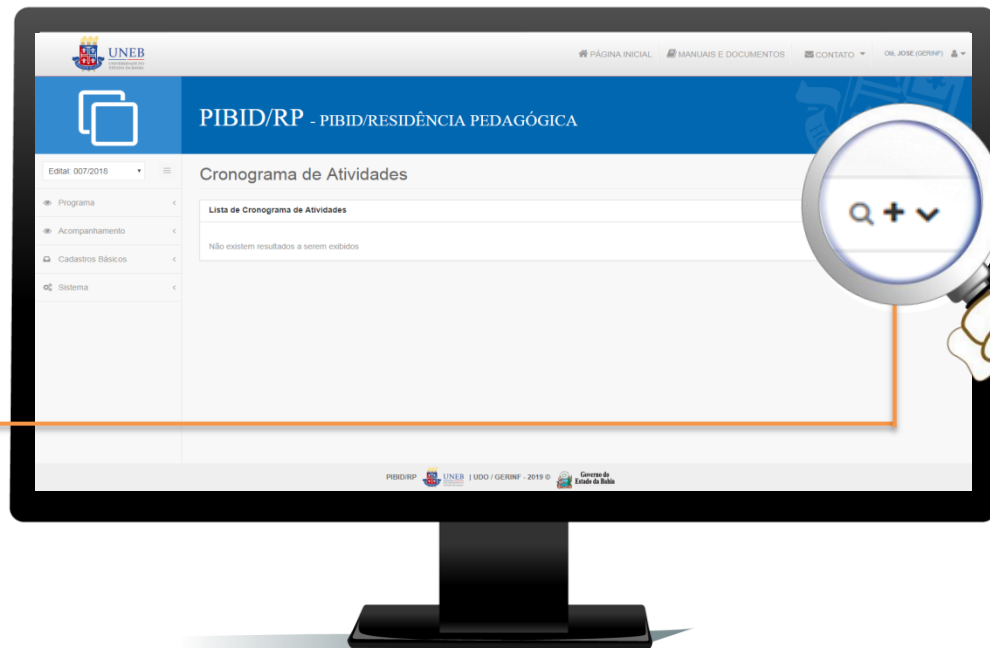 UNEB
PÁGINA INICIAL
MANUAIS E DOCUMENTOS
CONTATO
Olá, JOSE (GERINF)
PIBID/RP - PIBID/RESIDÊNCIA PEDAGÓGICA
Edital: 007/2018
Programa
Acompanhamento
Cadastros Básicos
Sistema
Cronograma de Atividades
Lista de Cronograma de Atividades
Não existem resultados a serem exibidos
PIBID/RP UNEB | UDO / GERINF - 2019 © Governo do
Estado da Bahia